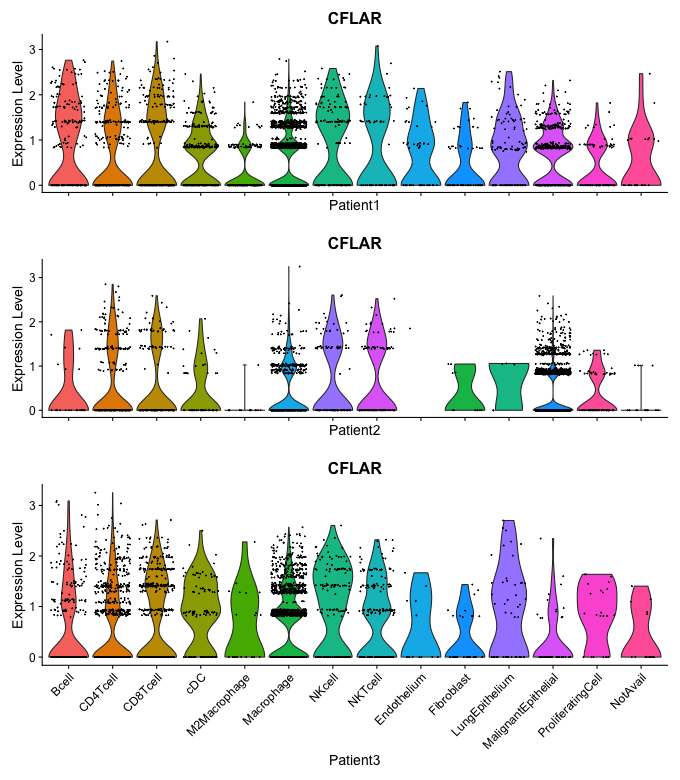 CFLAR
Expression Level
3
2
1
0
Patient1
CFLAR
Expression Level
3
2
1
0
Patient2
CFLAR
Expression Level
3
2
1
0
Bcell
CD4Tcell
CD8Tcell
cDC
M2Macrophage
Macrophage
NKcell
NKTcell
Endothelium
Fibroblast
LungEpithelium
MalignantEpithelial
ProliferatingCell
NotAvail
Patient3